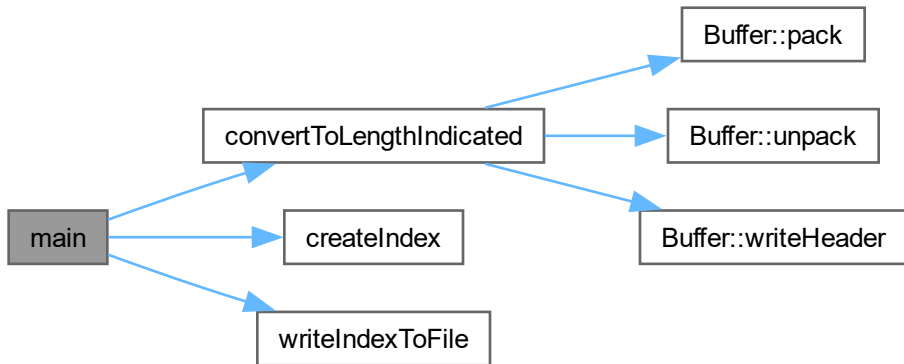 main
convertToLengthIndicated
createIndex
writeIndexToFile
Buffer::pack
Buffer::unpack
Buffer::writeHeader